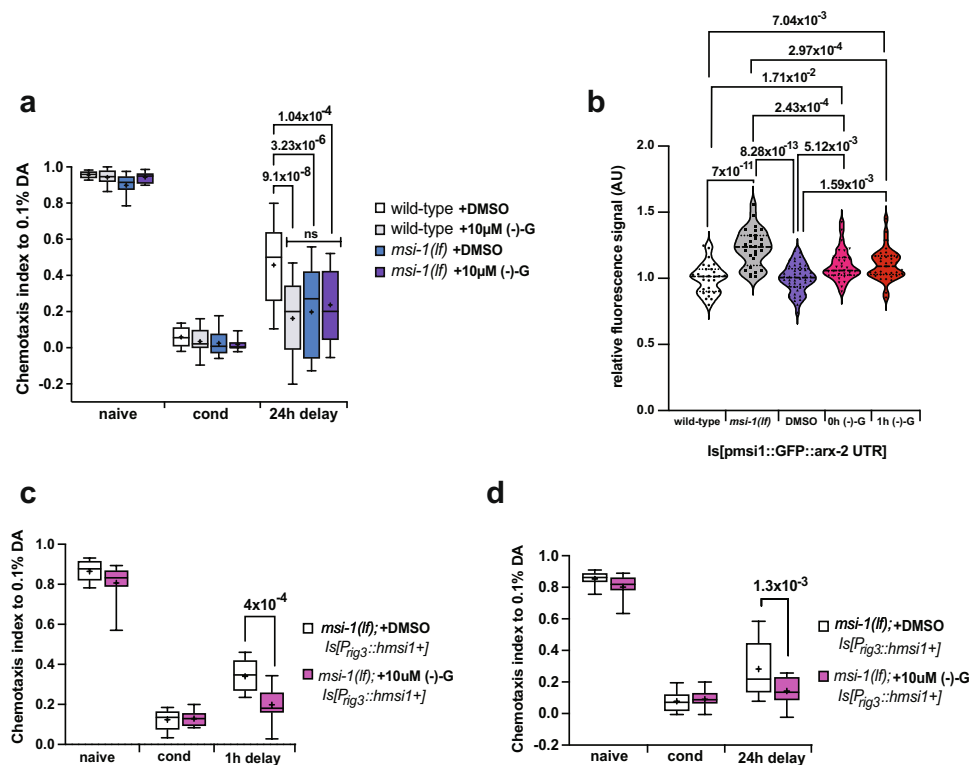 a
Chemotaxis index to 0.1% DA
1.0
0.8
0.6
0.4
0.2
0.0
-0.2
naive
cond
24h delay
1.04x10-4
3.23x10-6
9.1x10-8
ns
wild-type +DMSO
wild-type +10µM (-)-G
msi-1(lf) +DMSO
msi-1(lf) +10µM (-)-G
b
relative fluorescence signal (AU)
2.0
1.5
1.0
0.5
0.0
7.04x10-3
2.97x10-4
1.71x10-2
2.43x10-4
8.28x10-13
5.12x10-3
7x10-11
1.59x10-3
wild-type
msi-1(lf)
DMSO
0h (-)-G
1h (-)-G
Is[pmsi1::GFP::arx-2 UTR]
c
Chemotaxis index to 0.1% DA
1.0
0.8
0.6
0.4
0.2
0.0
naive
cond
1h delay
4x10-4
msi-1(lf);+DMSO
Is[Prig3::hmsi1+]
msi-1(lf);+10uM (-)-G
Is[Prig3::hmsi1+]
d
Chemotaxis index to 0.1% DA
1.0
0.8
0.6
0.4
0.2
0.0
-0.2
naive
cond
24h delay
1.3x10-3
msi-1(lf);+DMSO
Is[Prig3::hmsi1+]
msi-1(lf);+10uM (-)-G
Is[Prig3::hmsi1+]